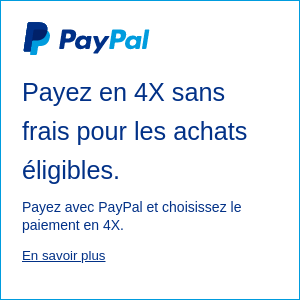 PayPal
Payez en 4X sans
frais pour les achats
éligibles.
Payez avec PayPal et choisissez le
paiement en 4X.
En savoir plus